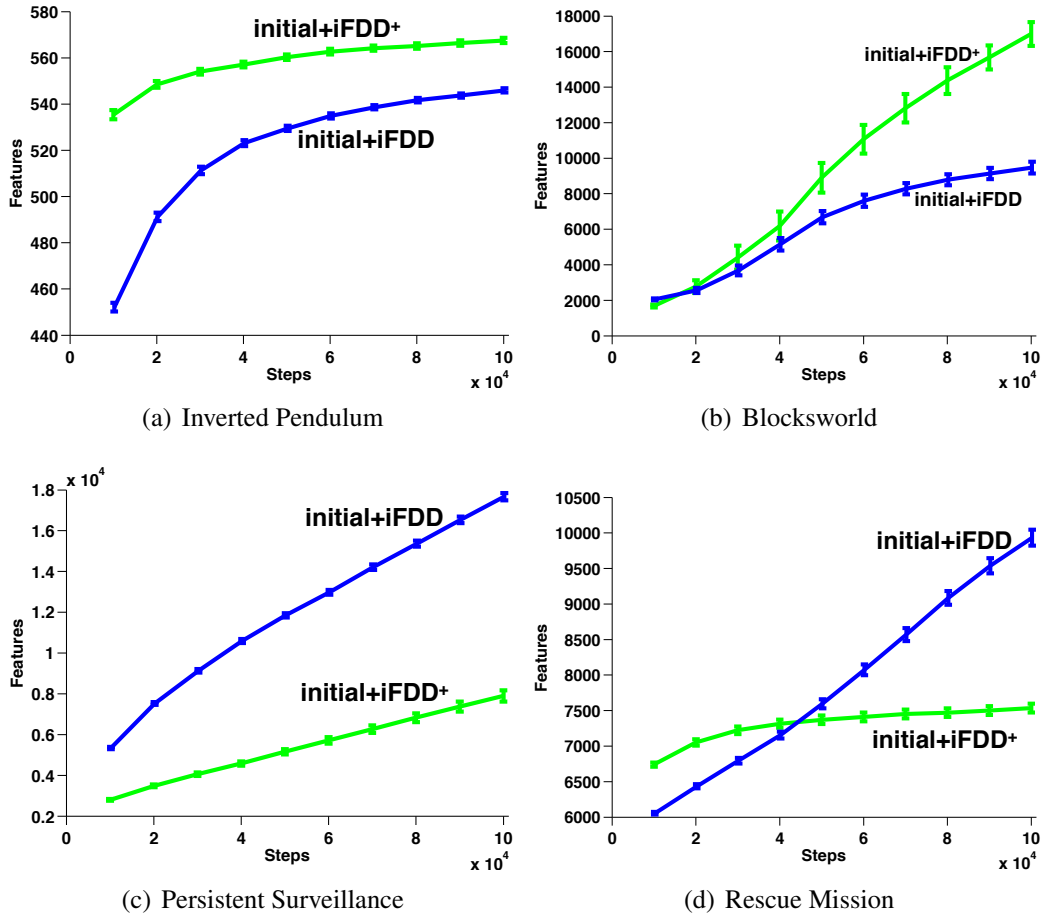 580
560
540
520
500
480
460
440
Features
initial+iFDD+
initial+iFDD
0 2 4 6 8 10
Steps
x 10^4
(a) Inverted Pendulum
18000
16000
14000
12000
10000
8000
6000
4000
2000
0
Features
initial+iFDD+
initial+iFDD
0 2 4 6 8 10
Steps
x 10^4
(b) Blocksworld
x 10^4
1.8
1.6
1.4
1.2
1
0.8
0.6
0.4
0.2
Features
initial+iFDD
initial+iFDD+
0 2 4 6 8 10
Steps
x 10^4
(c) Persistent Surveillance
10500
10000
9500
9000
8500
8000
7500
7000
6500
6000
Features
initial+iFDD
initial+iFDD+
0 2 4 6 8 10
Steps
x 10^4
(d) Rescue Mission